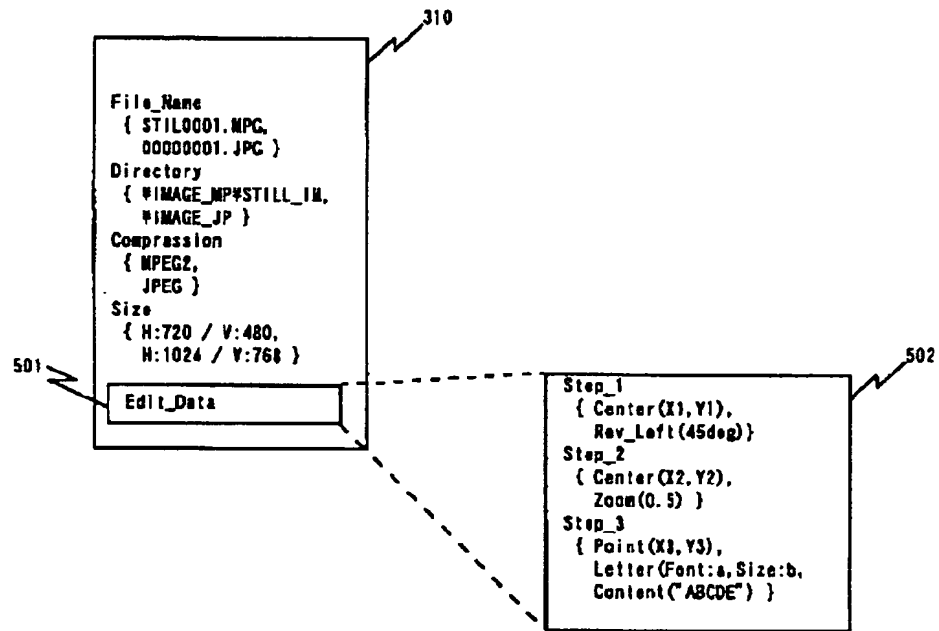 310
File_Name
{ STIL0001.MPG,
00000001.JPG }
Directory
{ ¥IMAGE_MP¥STILL_IM,
¥IMAGE_JP }
Comprassion
{ MPEG2,
JPEG }
Size
{ H:720 / V:480,
H:1024 / V:768 }
501
Edit_Data
502
Step_1
{ Center(X1,Y1),
Rev_Left(45deg)}
Step_2
{ Center(X2,Y2),
Zoom(0.5) }
Step_3
{ Point(X3,Y3),
Letter(Font:a,Size:b,
Content("ABCDE") }